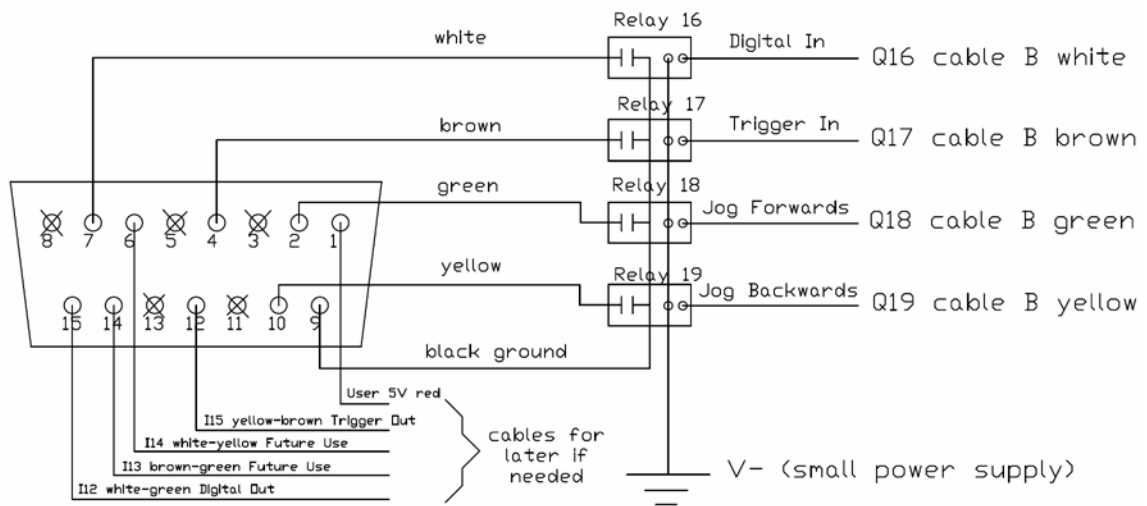 Relay 16
white
Digital In
Q16 cable B white
Relay 17
brown
Trigger In
Q17 cable B brown
Relay 18
green
Jog Forwards
Q18 cable B green
8 7 6 5 4 3 2 1
Relay 19
yellow
Jog Backwards
Q19 cable B yellow
15 14 13 12 11 10 9
black ground
User 5V red
I15 yellow-brown Trigger Out
I14 white-yellow Future Use
I13 brown-green Future Use
I12 white-green Digital Out
cables for
later if
needed
V- (small power supply)